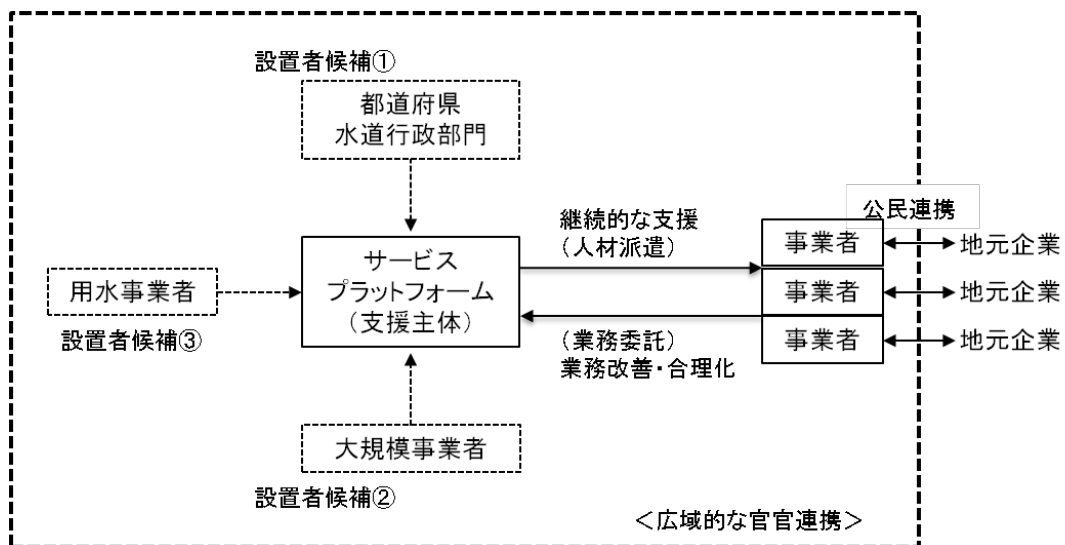 設置者候補①
都道府県
水道行政部門
公民連携
継続的な支援
（人材派遣）
事業者
地元企業
サービス
プラットフォーム
（支援主体）
用水事業者
事業者
地元企業
設置者候補③
（業務委託）
業務改善・合理化
事業者
地元企業
大規模事業者
設置者候補②
＜広域的な官官連携＞